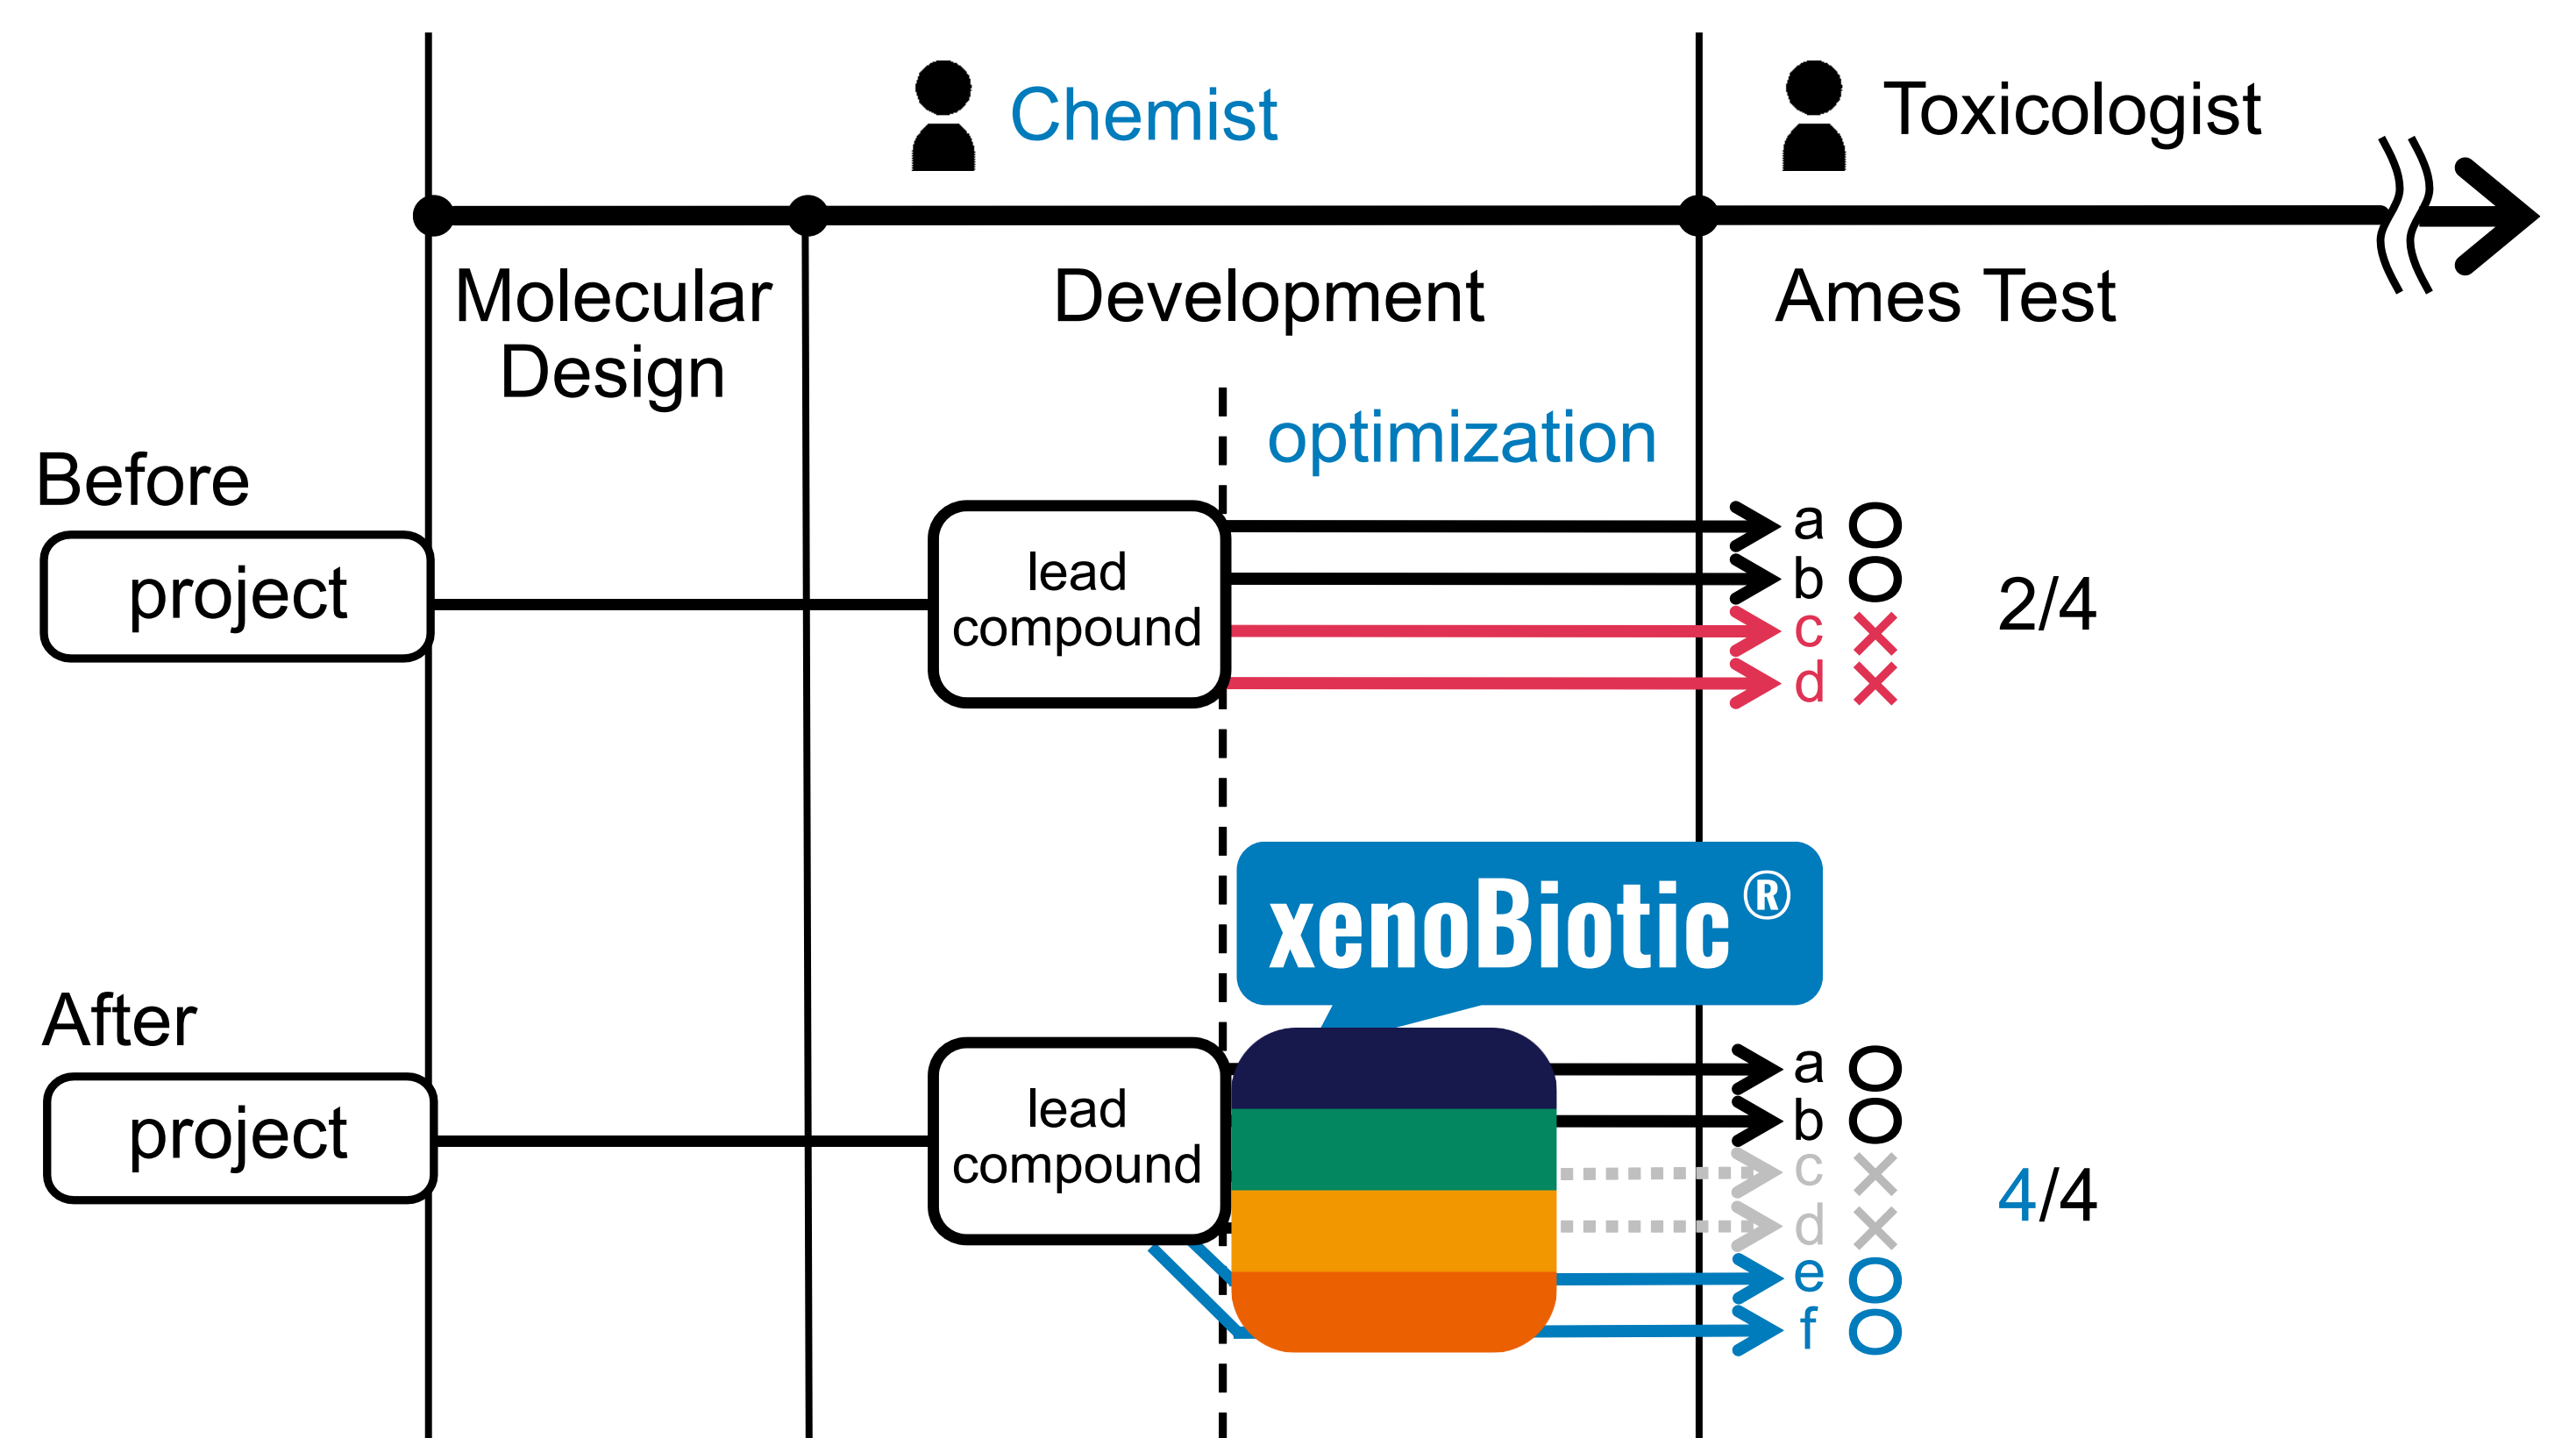 Chemist
Toxicologist
Molecular
Design
Development
Ames Test
optimization
Before
project
lead
compound
a ○
b ○
c ×
d ×
2/4
xenoBiotic®
After
project
lead
compound
a ○
b ○
c ×
d ×
e ○
f ○
4/4